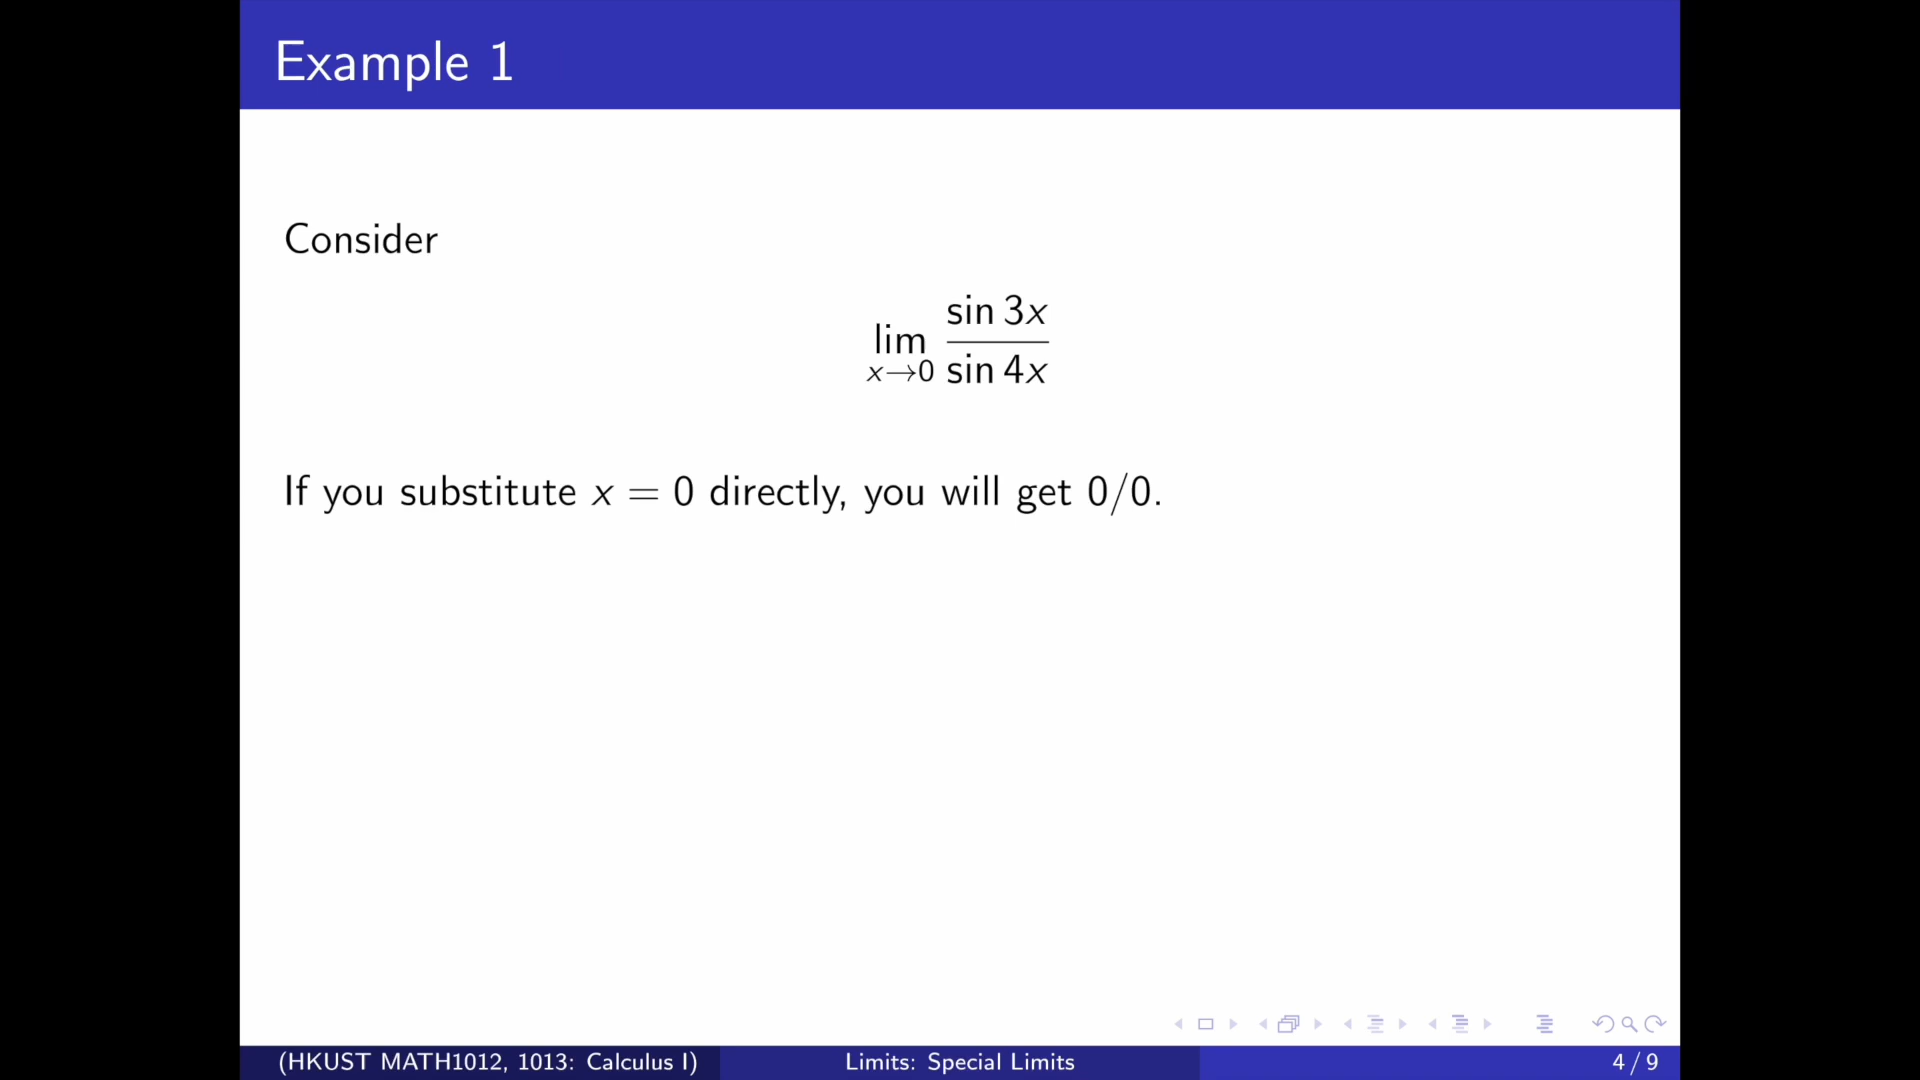 Example 1
Consider
lim x→0 sin 3x / sin 4x
If you substitute x = 0 directly, you will get 0/0.
(HKUST MATH1012, 1013: Calculus I) Limits: Special Limits 4 / 9